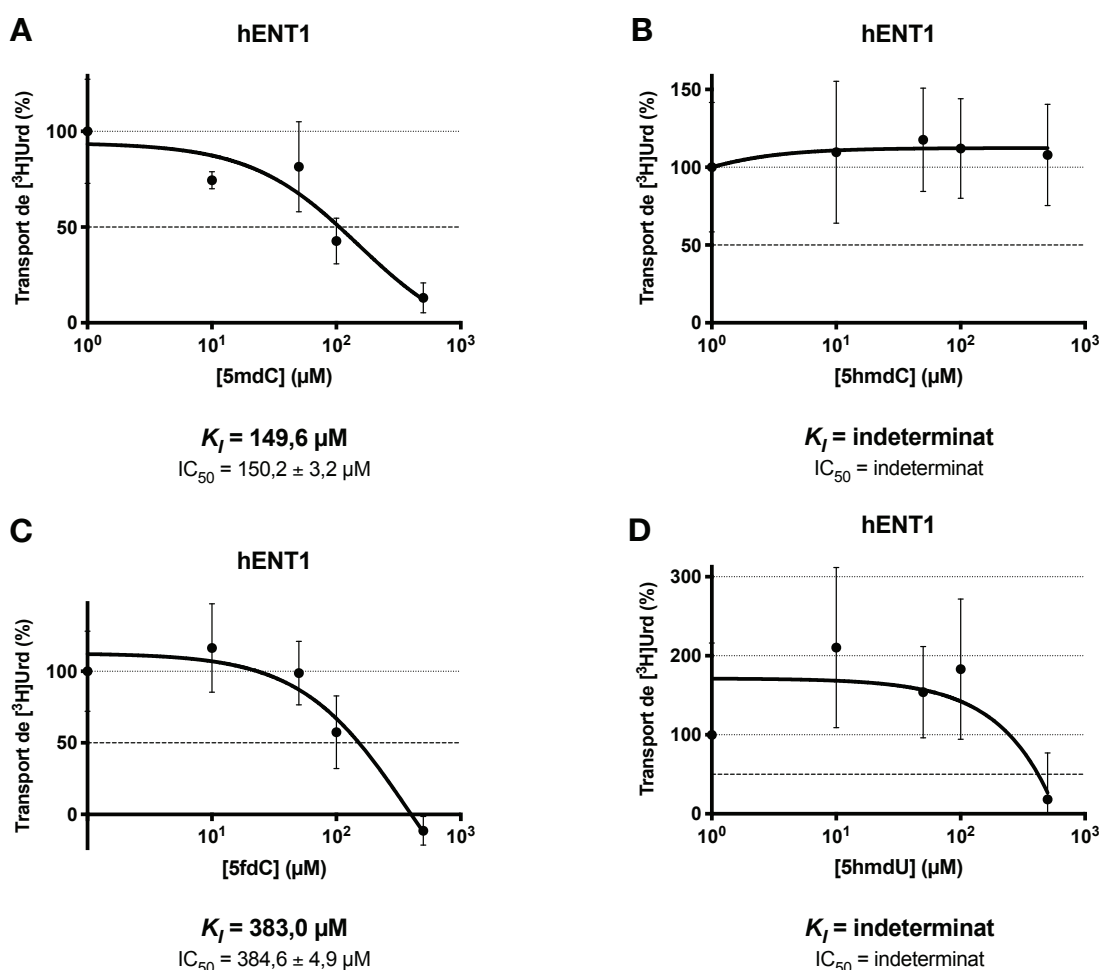 A
hENT1
Transport de [³H]Urd (%)
100
50
0
10⁰ 10¹ 10² 10³
[5mdC] (µM)
K_I = 149,6 µM
IC₅₀ = 150,2 ± 3,2 µM
B
hENT1
Transport de [³H]Urd (%)
150
100
50
0
10⁰ 10¹ 10² 10³
[5hmdC] (µM)
K_I = indeterminat
IC₅₀ = indeterminat
C
hENT1
Transport de [³H]Urd (%)
100
50
0
10¹ 10² 10³
[5fdC] (µM)
K_I = 383,0 µM
IC₅₀ = 384,6 ± 4,9 µM
D
hENT1
Transport de [³H]Urd (%)
300
200
100
0
10⁰ 10¹ 10² 10³
[5hmdU] (µM)
K_I = indeterminat
IC₅₀ = indeterminat